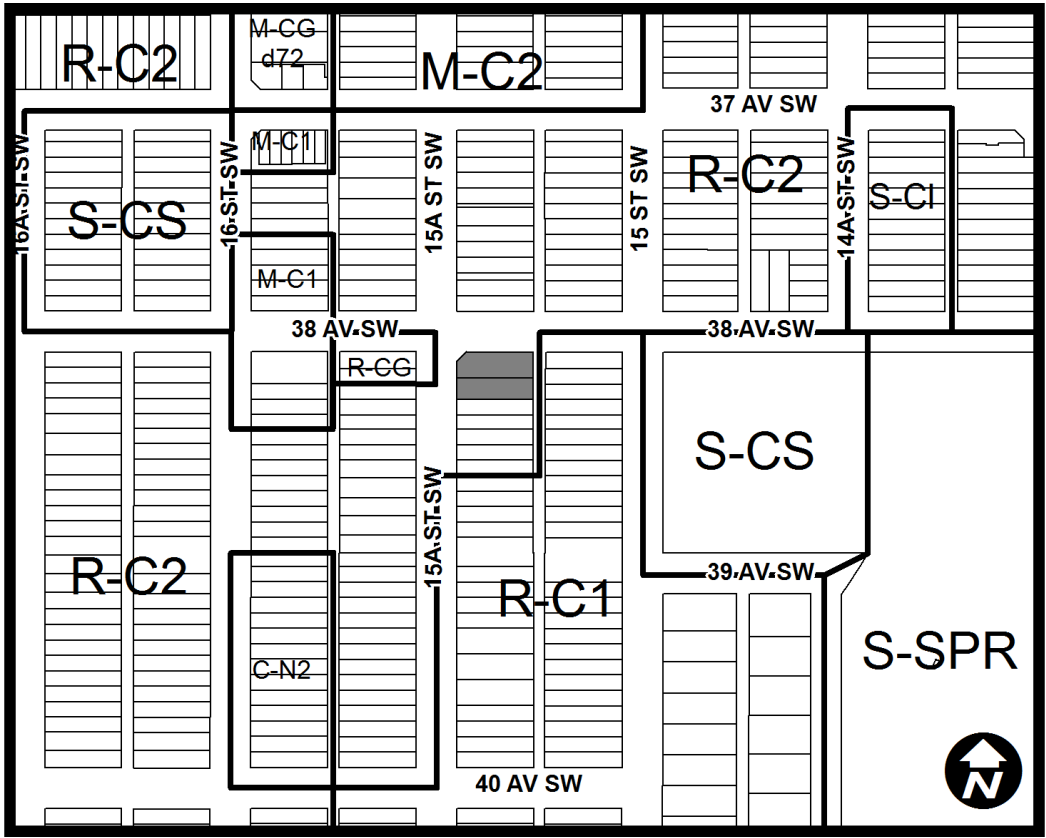 M-CG
d72
R-C2
M-C2
37 AV SW
16A ST SW
16 ST SW
M-C1
15A ST SW
15 ST SW
R-C2
14A ST SW
S-CI
S-CS
M-C1
38 AV SW
38 AV SW
R-CG
S-CS
15A ST SW
39 AV SW
R-C2
R-C1
S-SPR
C-N2
40 AV SW
N